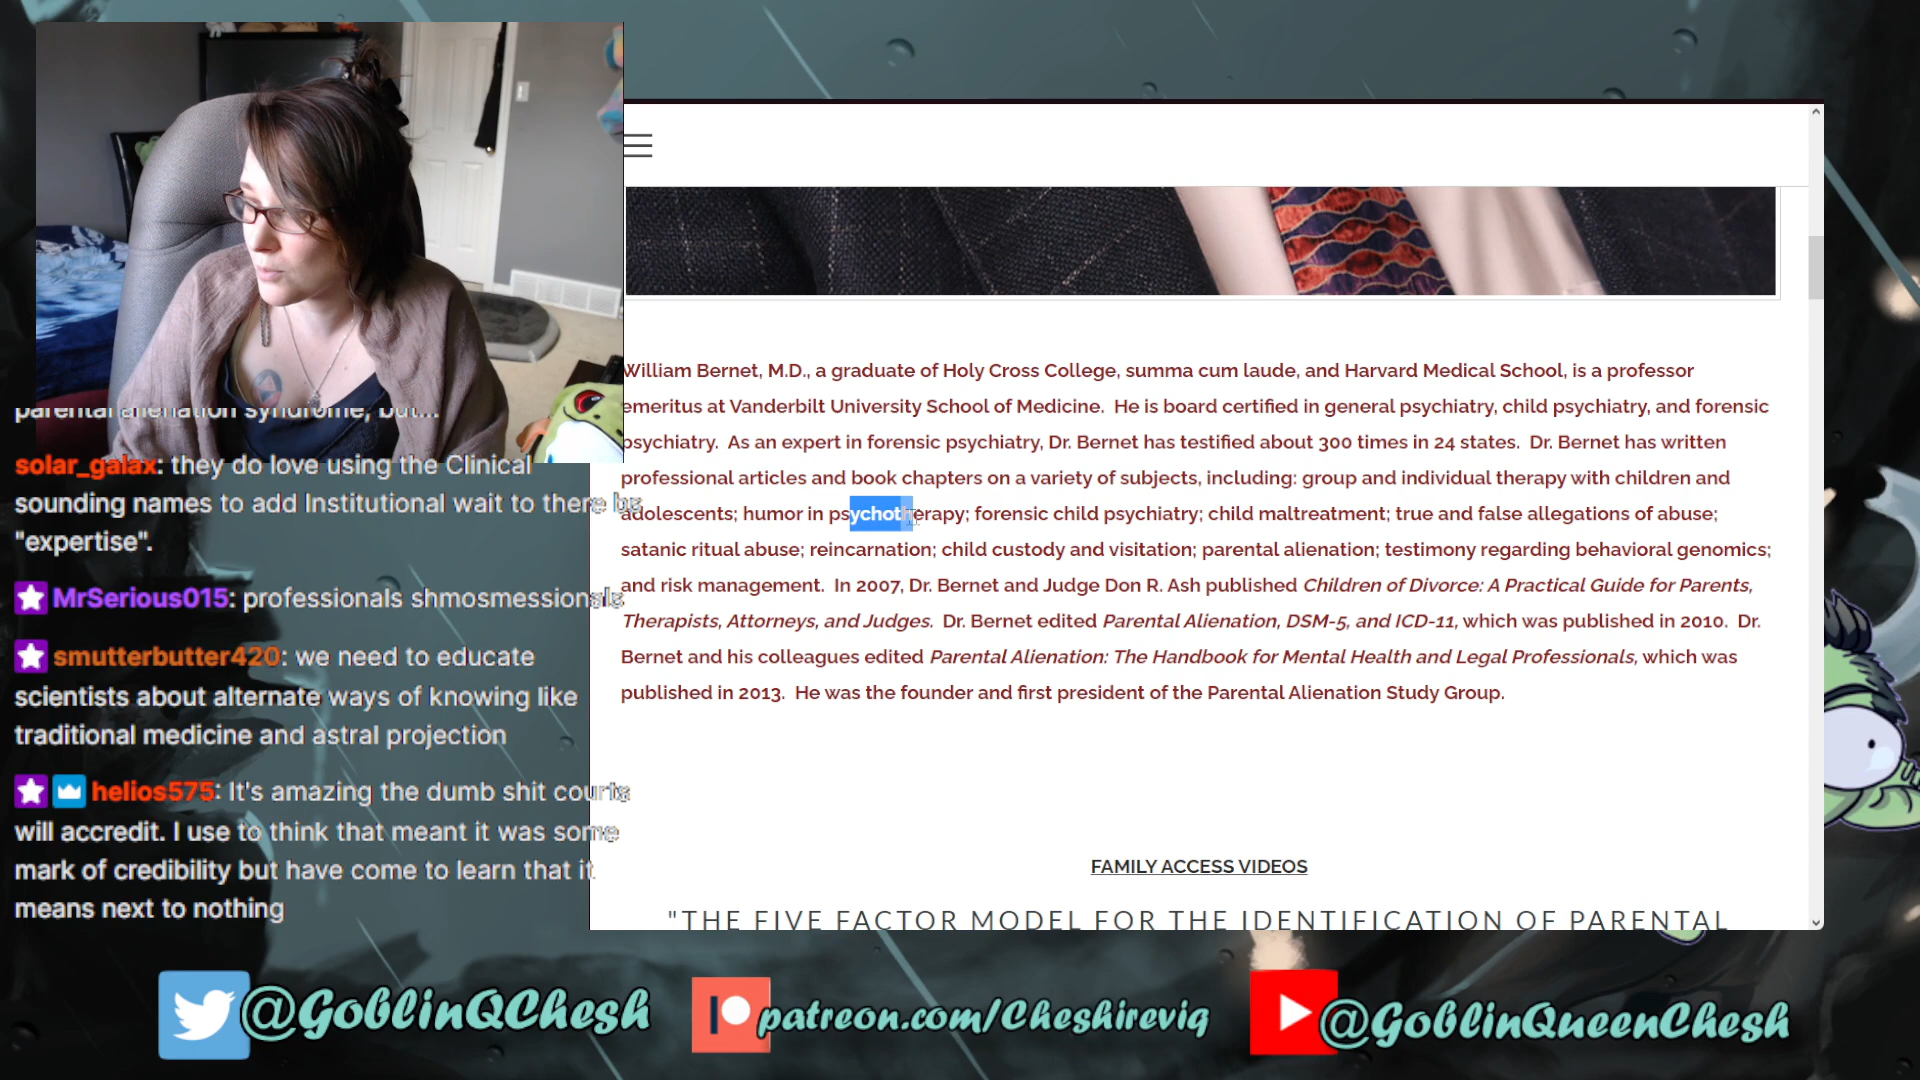 parental alienation syndrome, but...
solar_galax: they do love using the Clinical
sounding names to add Institutional wait to there bs
"expertise".
MrSerious015: professionals shmosmessionals
smutterbutter420: we need to educate
scientists about alternate ways of knowing like
traditional medicine and astral projection
helios575: It's amazing the dumb shit courts
will accredit. I use to think that meant it was some
mark of credibility but have come to learn that it
means next to nothing
William Bernet, M.D., a graduate of Holy Cross College, summa cum laude, and Harvard Medical School, is a professor
emeritus at Vanderbilt University School of Medicine. He is board certified in general psychiatry, child psychiatry, and forensic
psychiatry. As an expert in forensic psychiatry, Dr. Bernet has testified about 300 times in 24 states. Dr. Bernet has written
professional articles and book chapters on a variety of subjects, including: group and individual therapy with children and
adolescents; humor in psychotherapy; forensic child psychiatry; child maltreatment; true and false allegations of abuse;
satanic ritual abuse; reincarnation; child custody and visitation; parental alienation; testimony regarding behavioral genomics;
and risk management. In 2007, Dr. Bernet and Judge Don R. Ash published Children of Divorce: A Practical Guide for Parents,
Therapists, Attorneys, and Judges. Dr. Bernet edited Parental Alienation, DSM-5, and ICD-11, which was published in 2010. Dr.
Bernet and his colleagues edited Parental Alienation: The Handbook for Mental Health and Legal Professionals, which was
published in 2013. He was the founder and first president of the Parental Alienation Study Group.
FAMILY ACCESS VIDEOS
"THE FIVE FACTOR MODEL FOR THE IDENTIFICATION OF PARENTAL
@GoblinQChesh
patreon.com/Cheshireviq
@GoblinQueenChesh